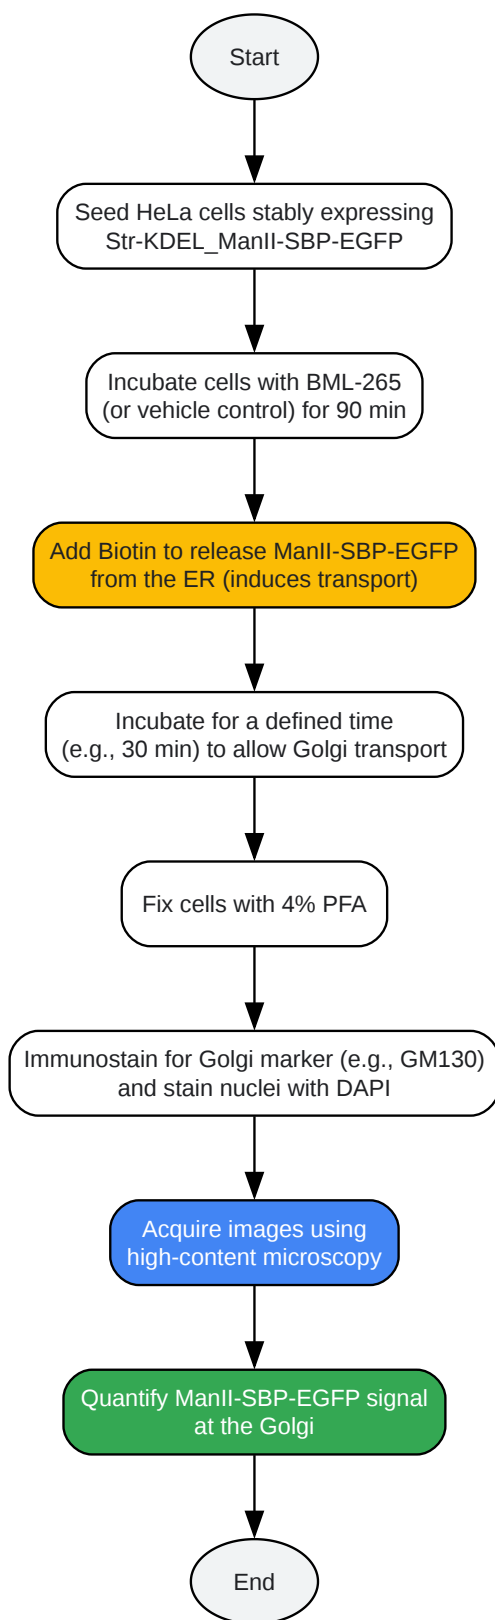 Start
Seed HeLa cells stably expressing
Str-KDEL_ManII-SBP-EGFP
Incubate cells with BML-265
(or vehicle control) for 90 min
Add Biotin to release ManII-SBP-EGFP
from the ER (induces transport)
Incubate for a defined time
(e.g., 30 min) to allow Golgi transport
Fix cells with 4% PFA
Immunostain for Golgi marker (e.g., GM130)
and stain nuclei with DAPI
Acquire images using
high-content microscopy
Quantify ManII-SBP-EGFP signal
at the Golgi
End